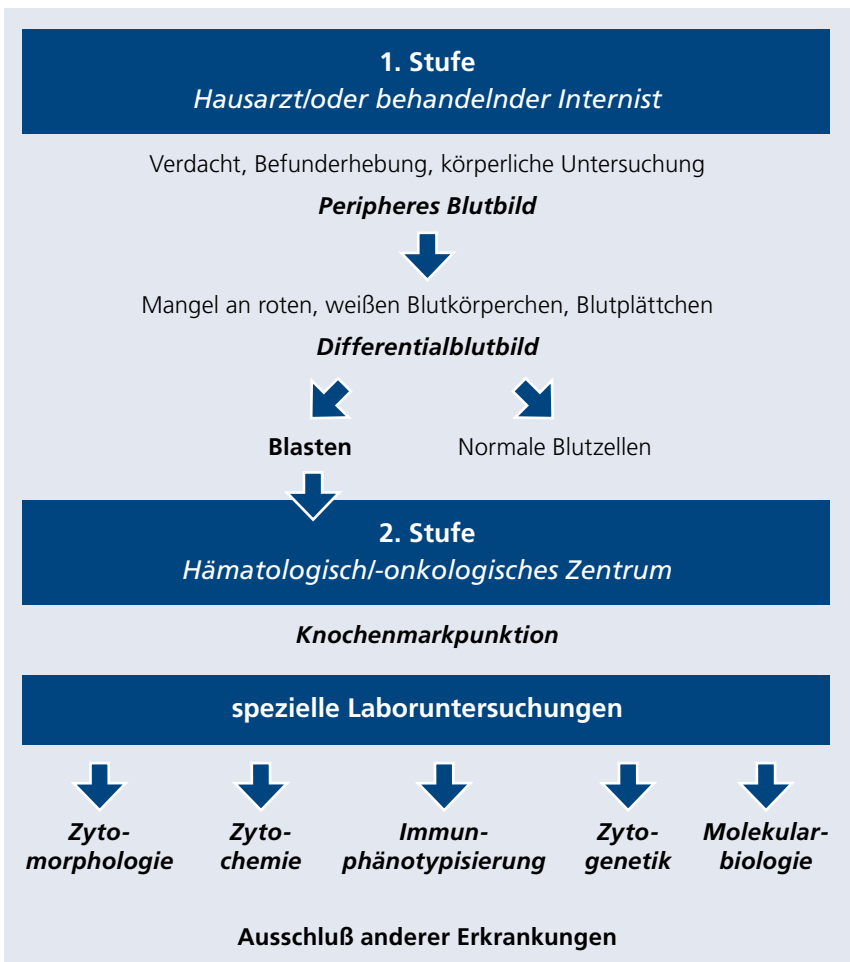 1. Stufe
Hausarzt/oder behandelnder Internist
Verdacht, Befunderhebung, körperliche Untersuchung
Peripheres Blutbild
Mangel an roten, weißen Blutkörperchen, Blutplättchen
Differentialblutbild
Blasten
Normale Blutzellen
2. Stufe
Hämatologisch/-onkologisches Zentrum
Knochenmarkpunktion
spezielle Laboruntersuchungen
Zyto-
morphologie
Zyto-
chemie
Immun-
phänotypisierung
Zyto-
genetik
Molekular-
biologie
Ausschluß anderer Erkrankungen